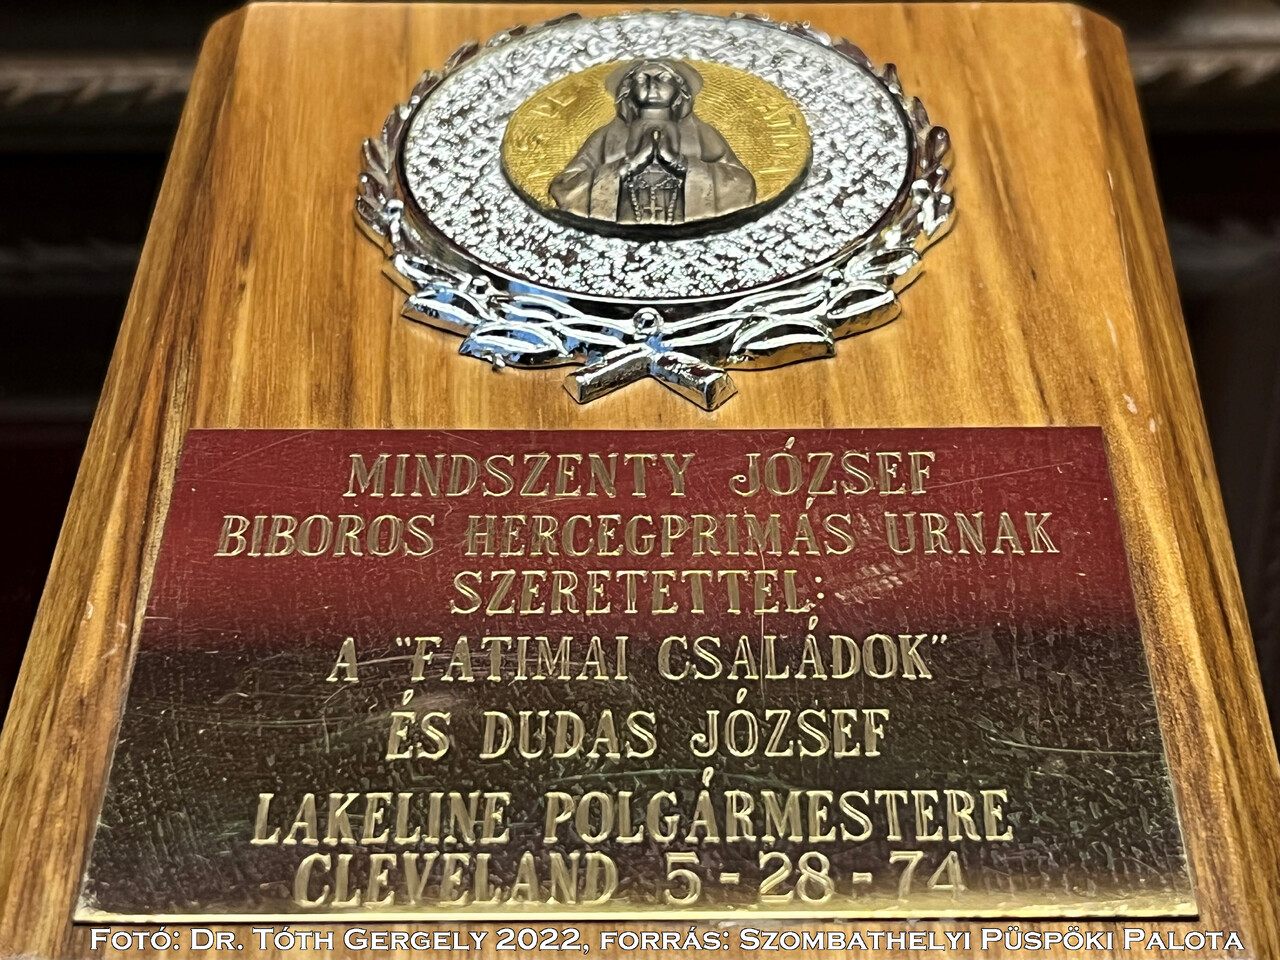 MINDSZENTY JÓZSEF
BIBOROS HERCEGPRIMÁS URNAK
SZERETETTEL:
A "FATIMAI CSALÁDOK"
ÉS DUDAS JÓZSEF
LAKELINE POLGÁRMESTERE
CLEVELAND 5-28-74
Fotó: Dr. Tóth Gergely 2022, forrás: Szombathelyi Püspöki Palota